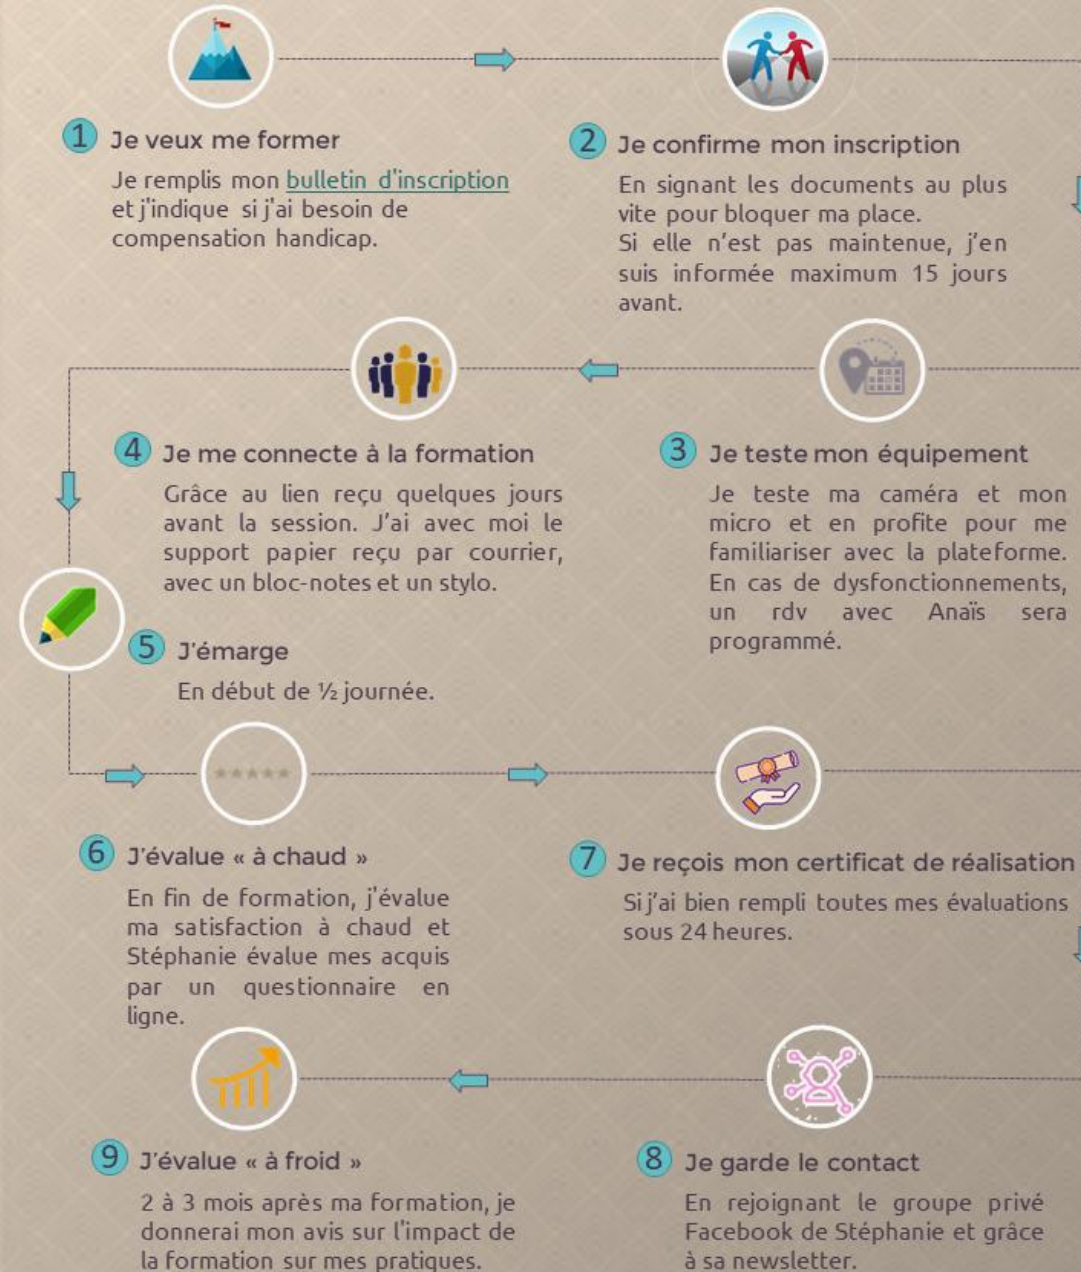 1 Je veux me former
Je remplis mon bulletin d'inscription
et j'indique si j'ai besoin de
compensation handicap.
2 Je confirme mon inscription
En signant les documents au plus
vite pour bloquer ma place.
Si elle n'est pas maintenue, j'en
suis informée maximum 15 jours
avant.
3 Je teste mon équipement
Je teste ma caméra et mon
micro et en profite pour me
familiariser avec la plateforme.
En cas de dysfonctionnements,
un rdv avec Anaïs sera
programmé.
4 Je me connecte à la formation
Grâce au lien reçu quelques jours
avant la session. J'ai avec moi le
support papier reçu par courrier,
avec un bloc-notes et un stylo.
5 J'émarge
En début de ½ journée.
6 J'évalue « à chaud »
En fin de formation, j'évalue
ma satisfaction à chaud et
Stéphanie évalue mes acquis
par un questionnaire en
ligne.
7 Je reçois mon certificat de réalisation
Si j'ai bien rempli toutes mes évaluations
sous 24 heures.
8 Je garde le contact
En rejoignant le groupe privé
Facebook de Stéphanie et grâce
à sa newsletter.
9 J'évalue « à froid »
2 à 3 mois après ma formation, je
donnerai mon avis sur l'impact de
la formation sur mes pratiques.